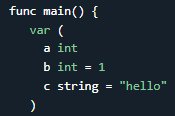 func main() {
var (
a int
b int = 1
c string = "hello"
)